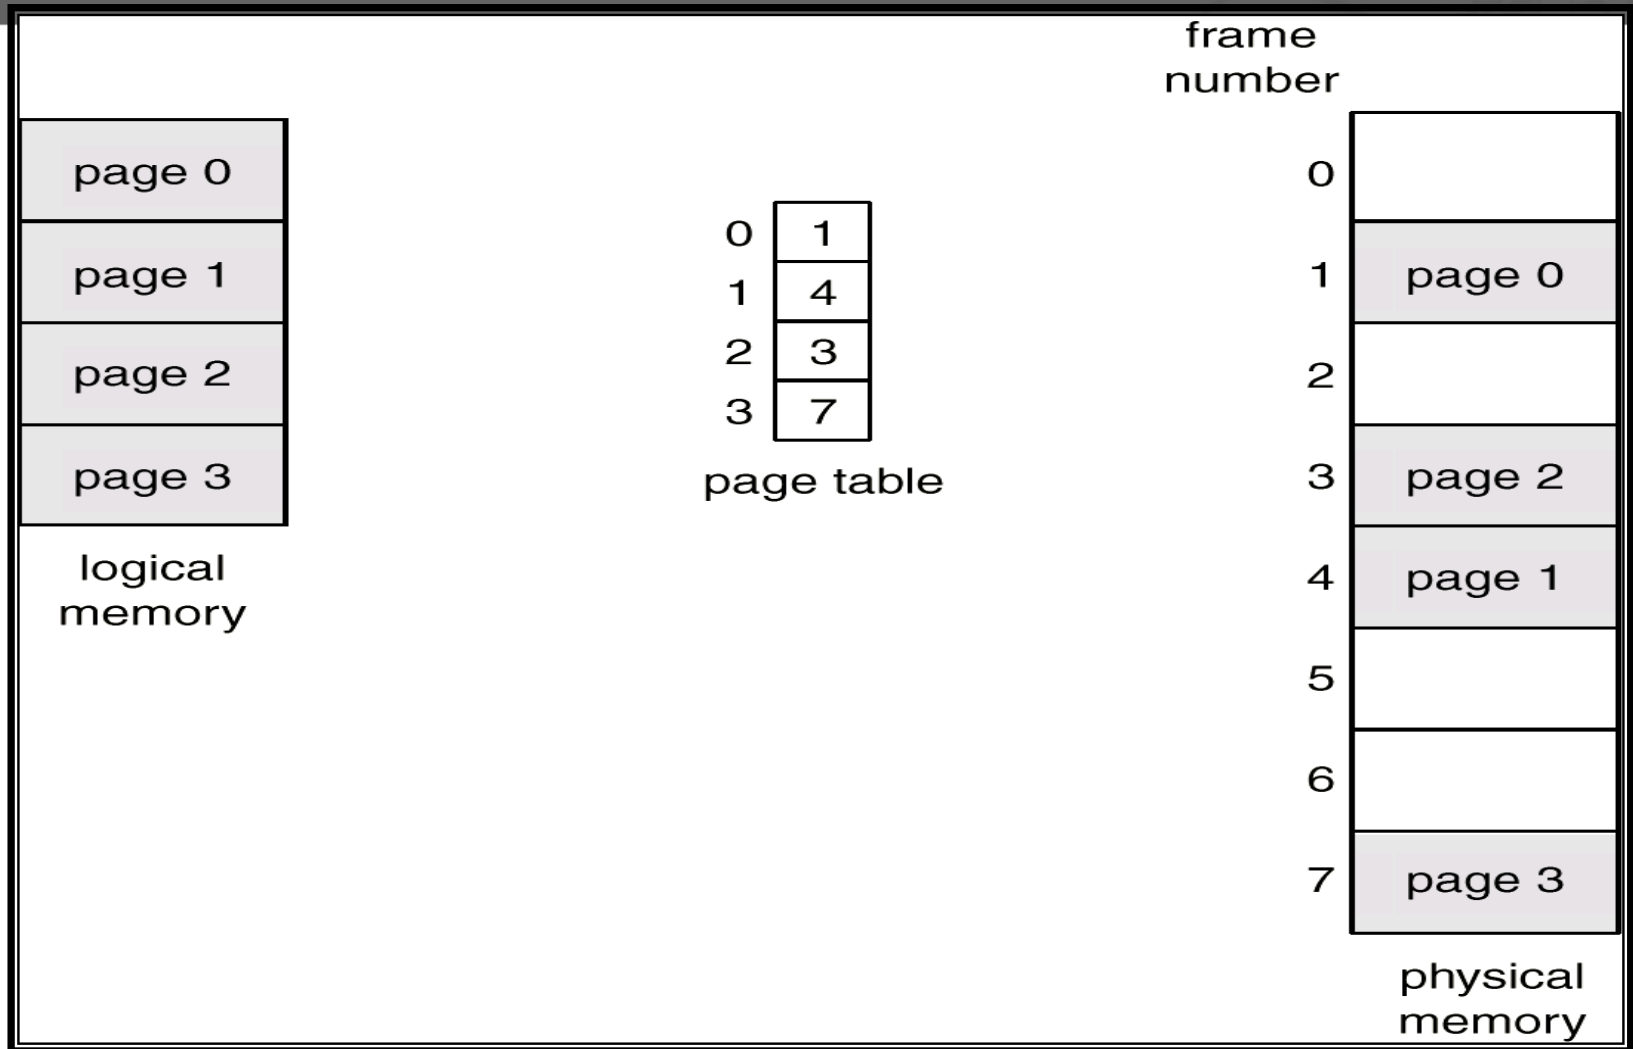 page 0
page 1
page 2
page 3
logical
memory
0 1
1 4
2 3
3 7
page table
frame
number
0
1 page 0
2
3 page 2
4 page 1
5
6
7 page 3
physical
memory